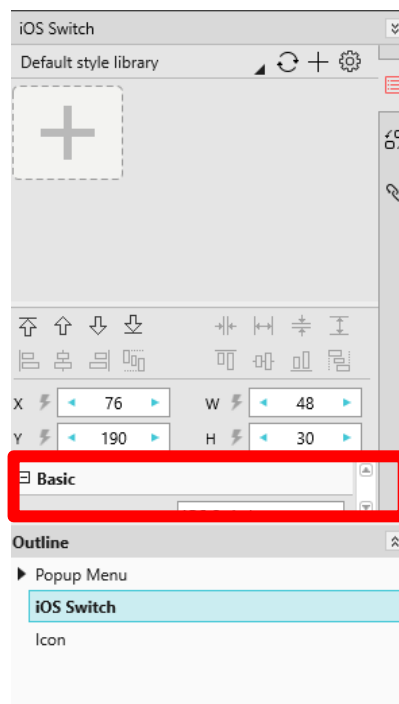 iOS Switch
Default style library
X 76 W 48
Y 190 H 30
Basic
Outline
Popup Menu
iOS Switch
Icon